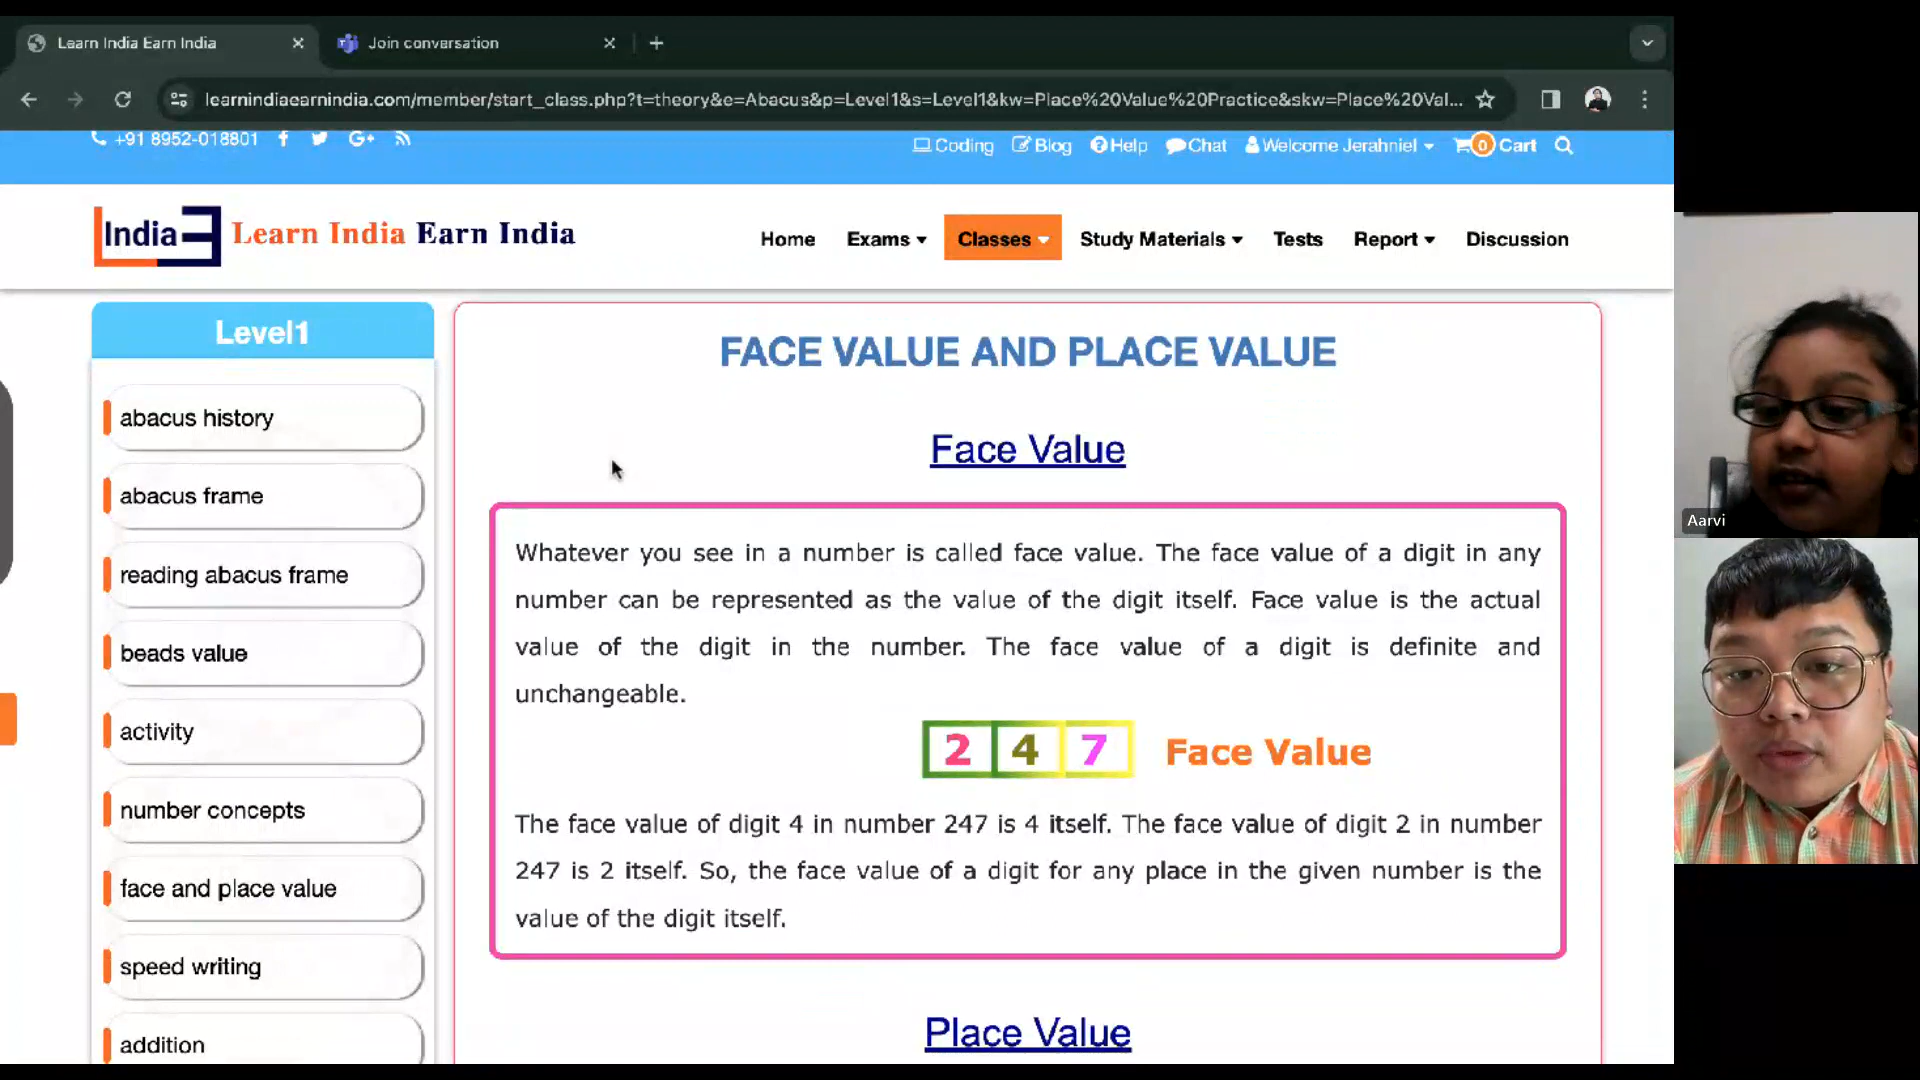 Learn India Earn India
Join conversation
learnindiaearnindia.com/member/start_class.php?t=theory&e=Abacus&p=Level1&s=Level1&kw=Place%20Value%20Practice&skw=Place%20Val...
+91 8952-018801
Coding Blog Help Chat Welcome Jerahniel 0 Cart
India Learn India Earn India
Home Exams Classes Study Materials Tests Report Discussion
Level1
abacus history
abacus frame
reading abacus frame
beads value
activity
number concepts
face and place value
speed writing
addition
FACE VALUE AND PLACE VALUE
Face Value
Whatever you see in a number is called face value. The face value of a digit in any
number can be represented as the value of the digit itself. Face value is the actual
value of the digit in the number. The face value of a digit is definite and
unchangeable.
2 4 7 Face Value
The face value of digit 4 in number 247 is 4 itself. The face value of digit 2 in number
247 is 2 itself. So, the face value of a digit for any place in the given number is the
value of the digit itself.
Place Value
Aarvi